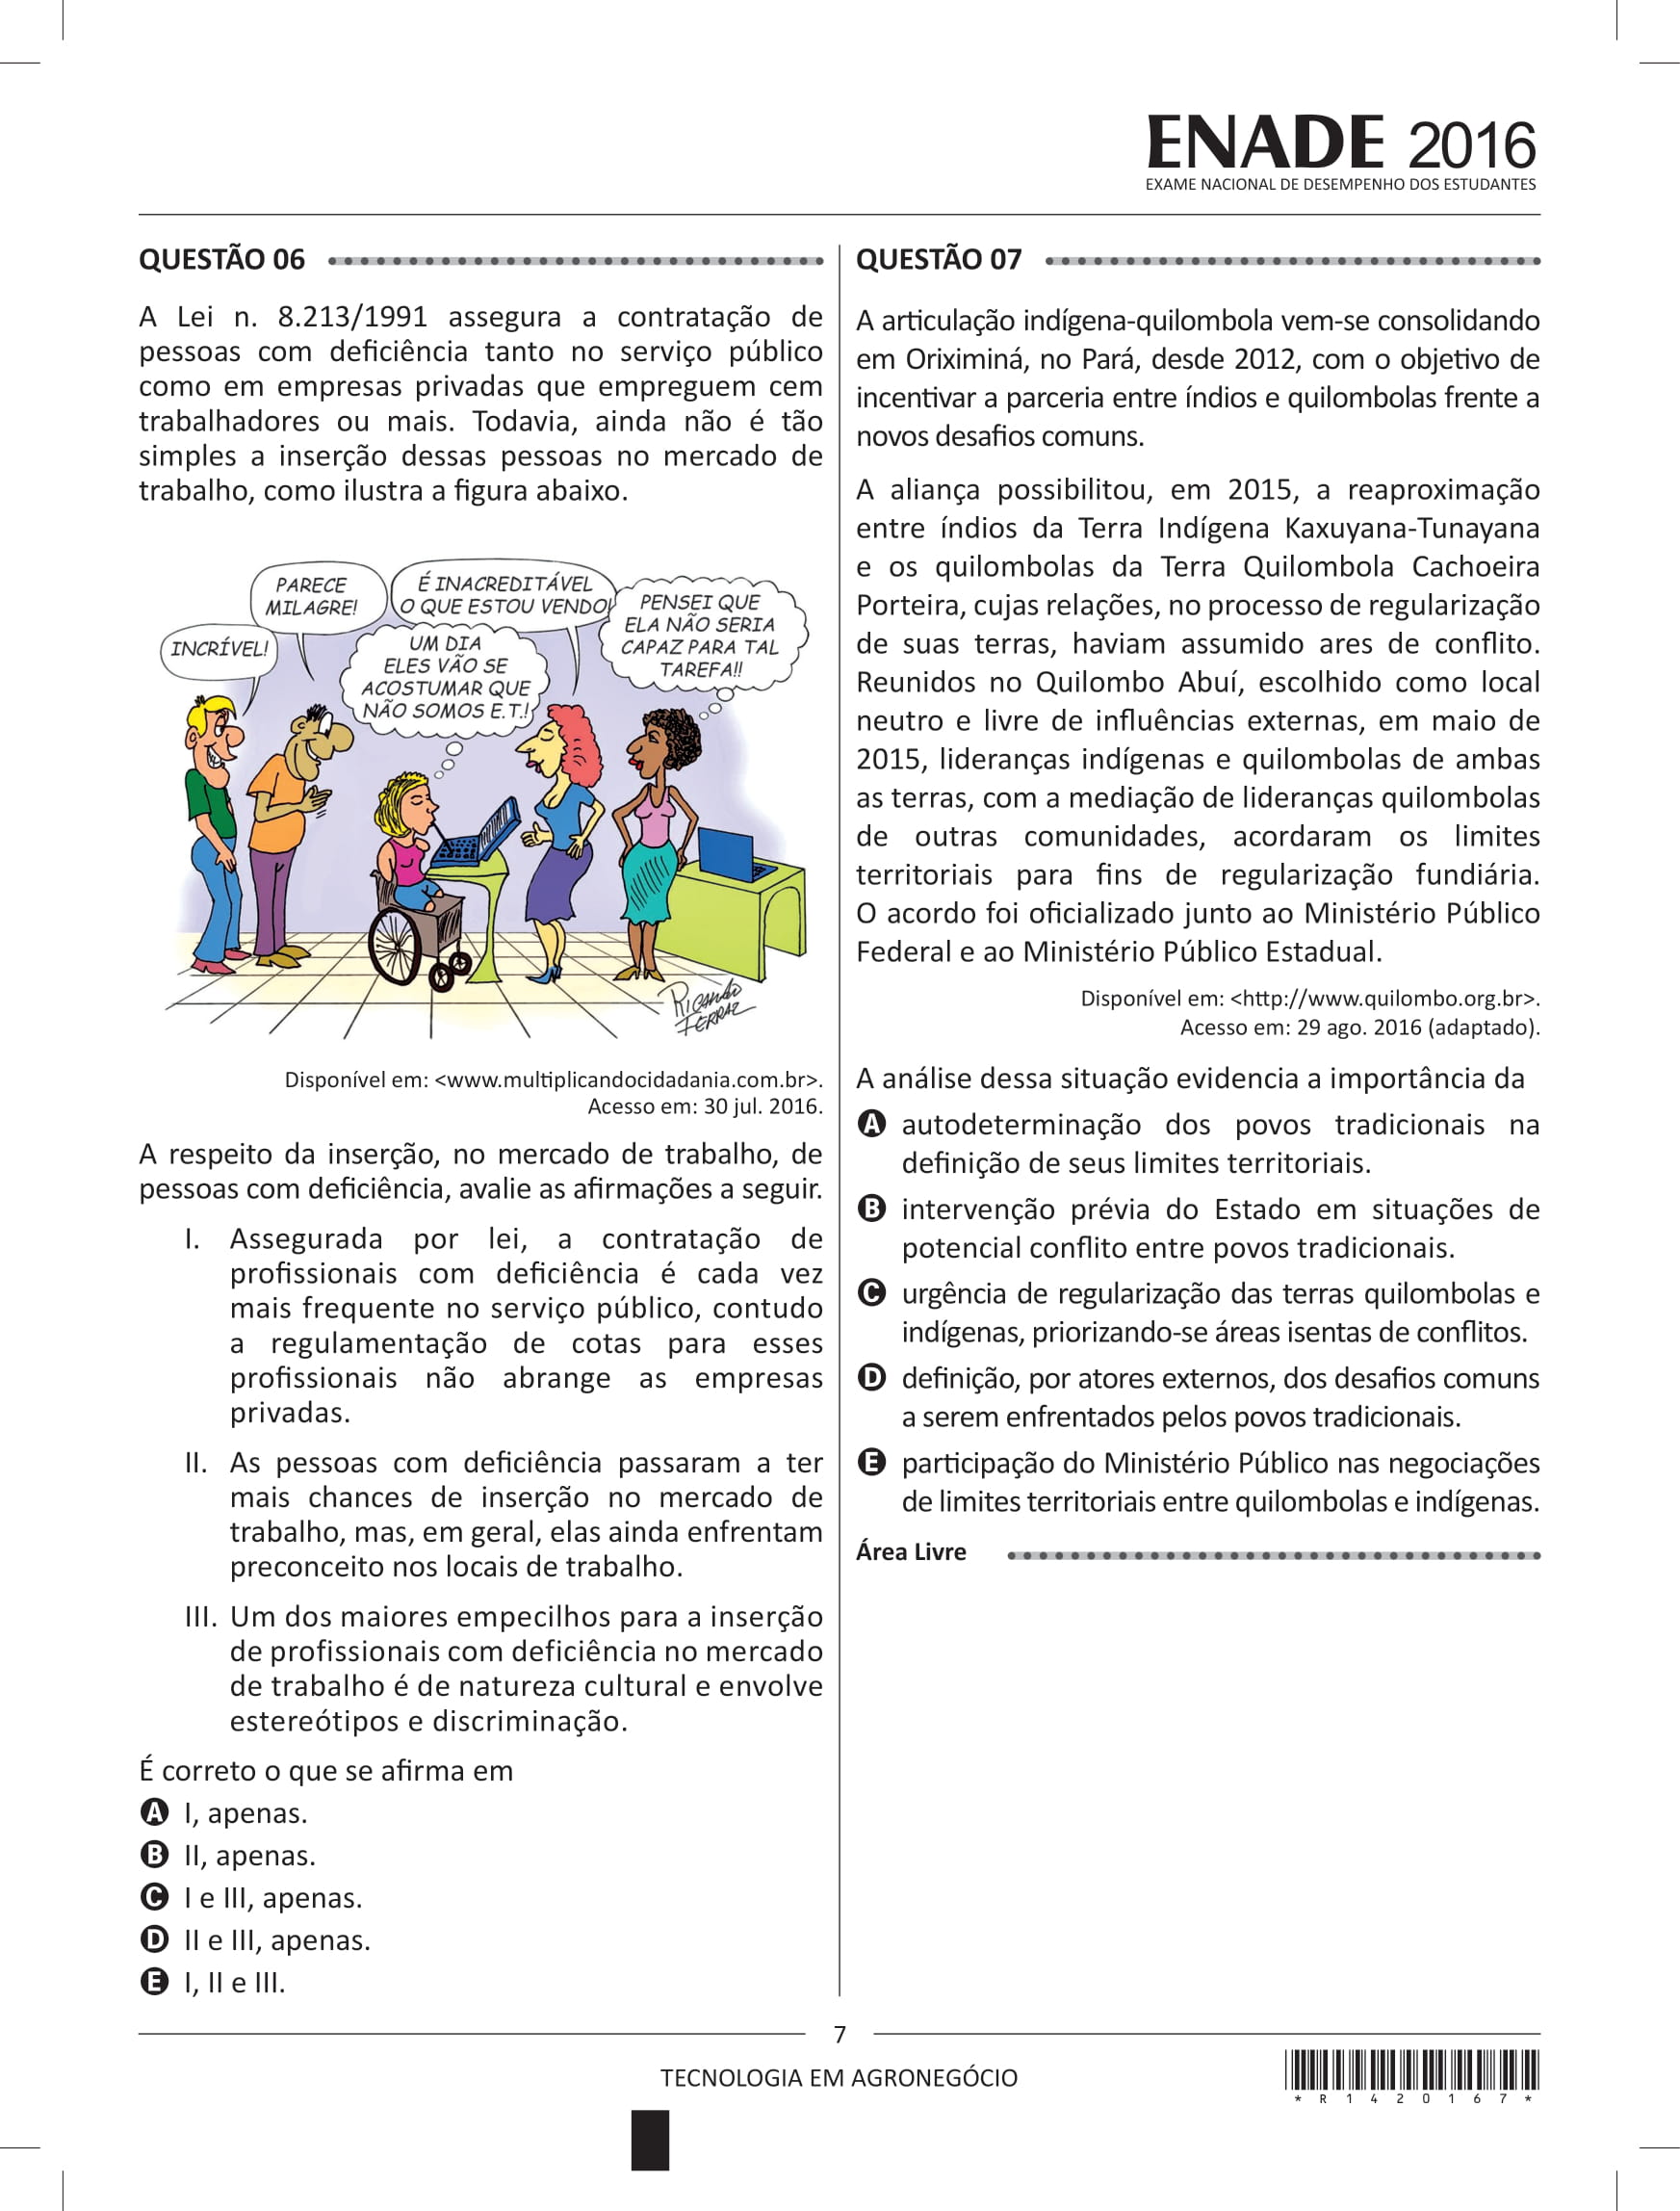 ENADE 2016
EXAME NACIONAL DE DESEMPENHO DOS ESTUDANTES
QUESTÃO 06
A Lei n. 8.213/1991 assegura a contratação de
pessoas com deficiência tanto no serviço público
como em empresas privadas que empreguem cem
trabalhadores ou mais. Todavia, ainda não é tão
simples a inserção dessas pessoas no mercado de
trabalho, como ilustra a figura abaixo.
INCRÍVEL!
PARECE
MILAGRE!
UM DIA
ELES VÃO SE
ACOSTUMAR QUE
NÃO SOMOS E.T.!
É INACREDITÁVEL
O QUE ESTOU VENDO!
PENSEI QUE
ELA NÃO SERIA
CAPAZ PARA TAL
TAREFA!!
RICARDO
FERRAZ
Disponível em: <www.multiplicandocidadania.com.br>.
Acesso em: 30 jul. 2016.
A respeito da inserção, no mercado de trabalho, de
pessoas com deficiência, avalie as afirmações a seguir.
I. Assegurada por lei, a contratação de
profissionais com deficiência é cada vez
mais frequente no serviço público, contudo
a regulamentação de cotas para esses
profissionais não abrange as empresas
privadas.
II. As pessoas com deficiência passaram a ter
mais chances de inserção no mercado de
trabalho, mas, em geral, elas ainda enfrentam
preconceito nos locais de trabalho.
III. Um dos maiores empecilhos para a inserção
de profissionais com deficiência no mercado
de trabalho é de natureza cultural e envolve
estereótipos e discriminação.
É correto o que se afirma em
A I, apenas.
B II, apenas.
C I e III, apenas.
D II e III, apenas.
E I, II e III.
QUESTÃO 07
A articulação indígena-quilombola vem-se consolidando
em Oriximiná, no Pará, desde 2012, com o objetivo de
incentivar a parceria entre índios e quilombolas frente a
novos desafios comuns.
A aliança possibilitou, em 2015, a reaproximação
entre índios da Terra Indígena Kaxuyana-Tunayana
e os quilombolas da Terra Quilombola Cachoeira
Porteira, cujas relações, no processo de regularização
de suas terras, haviam assumido ares de conflito.
Reunidos no Quilombo Abuí, escolhido como local
neutro e livre de influências externas, em maio de
2015, lideranças indígenas e quilombolas de ambas
as terras, com a mediação de lideranças quilombolas
de outras comunidades, acordaram os limites
territoriais para fins de regularização fundiária.
O acordo foi oficializado junto ao Ministério Público
Federal e ao Ministério Público Estadual.
Disponível em: <http://www.quilombo.org.br>.
Acesso em: 29 ago. 2016 (adaptado).
A análise dessa situação evidencia a importância da
A autodeterminação dos povos tradicionais na
definição de seus limites territoriais.
B intervenção prévia do Estado em situações de
potencial conflito entre povos tradicionais.
C urgência de regularização das terras quilombolas e
indígenas, priorizando-se áreas isentas de conflitos.
D definição, por atores externos, dos desafios comuns
a serem enfrentados pelos povos tradicionais.
E participação do Ministério Público nas negociações
de limites territoriais entre quilombolas e indígenas.
Área Livre
7
TECNOLOGIA EM AGRONEGÓCIO
* R 1 4 2 0 1 6 7 *